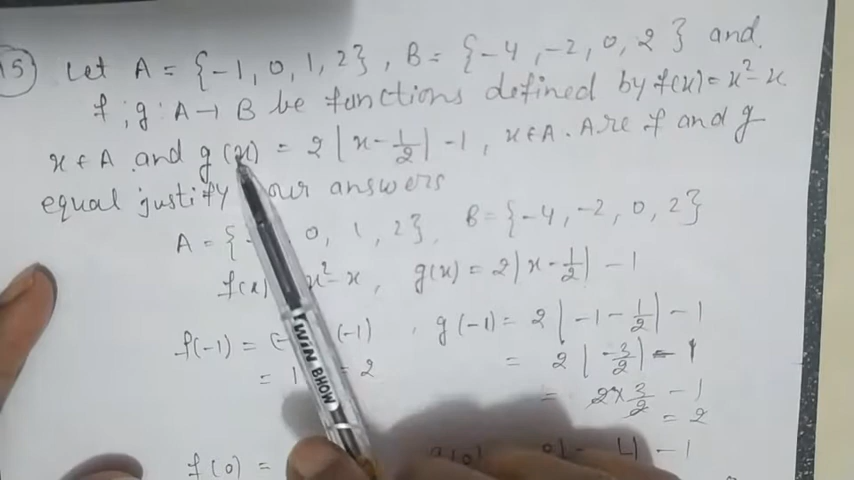 15
Let A = {-1, 0, 1, 2}, B = {-4, -2, 0, 2} and
f, g: A → B be functions defined by f(x) = x² - x
x ∈ A and g(x) = 2|x - 1/2| - 1, x ∈ A. Are f and g
equal justify our answers
A = { 0, 1, 2}, B = {-4, -2, 0, 2}
f(x) x² - x, g(x) = 2|x - 1/2| - 1
f(-1) = (-1), g(-1) = 2|-1 - 1/2| - 1
= 1 = 2 = 2|-3/2| - 1
= 2 × 3/2 - 1
= 2
f(0) = g(0) - 1
TWIN BHOW